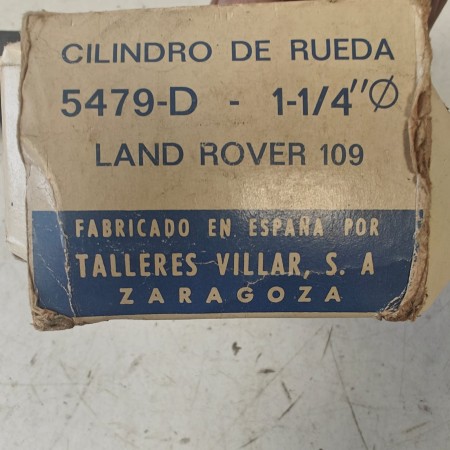 CILINDRO DE RUEDA
5479-D - 1-1/4"Ø
LAND ROVER 109
FABRICADO EN ESPAÑA POR
TALLERES VILLAR, S. A
ZARAGOZA